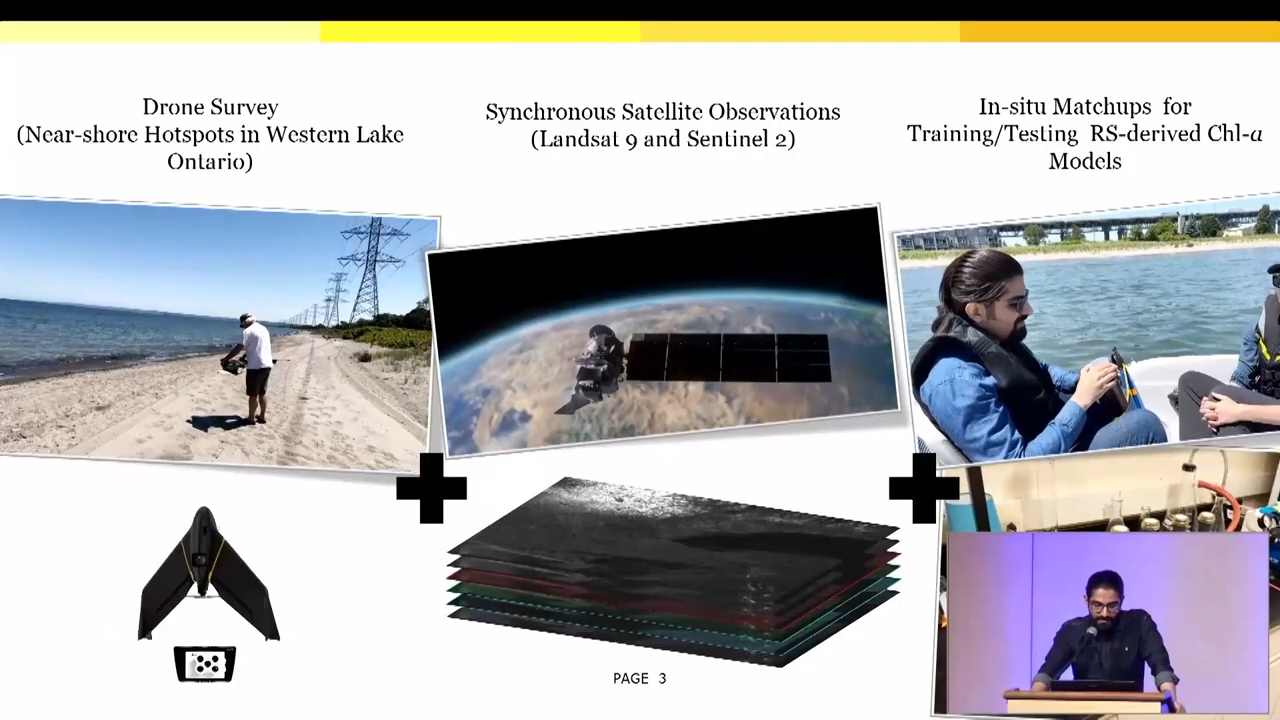 Drone Survey
(Near-shore Hotspots in Western Lake
Ontario)
Synchronous Satellite Observations
(Landsat 9 and Sentinel 2)
In-situ Matchups for
Training/Testing RS-derived Chl-a
Models
PAGE 3